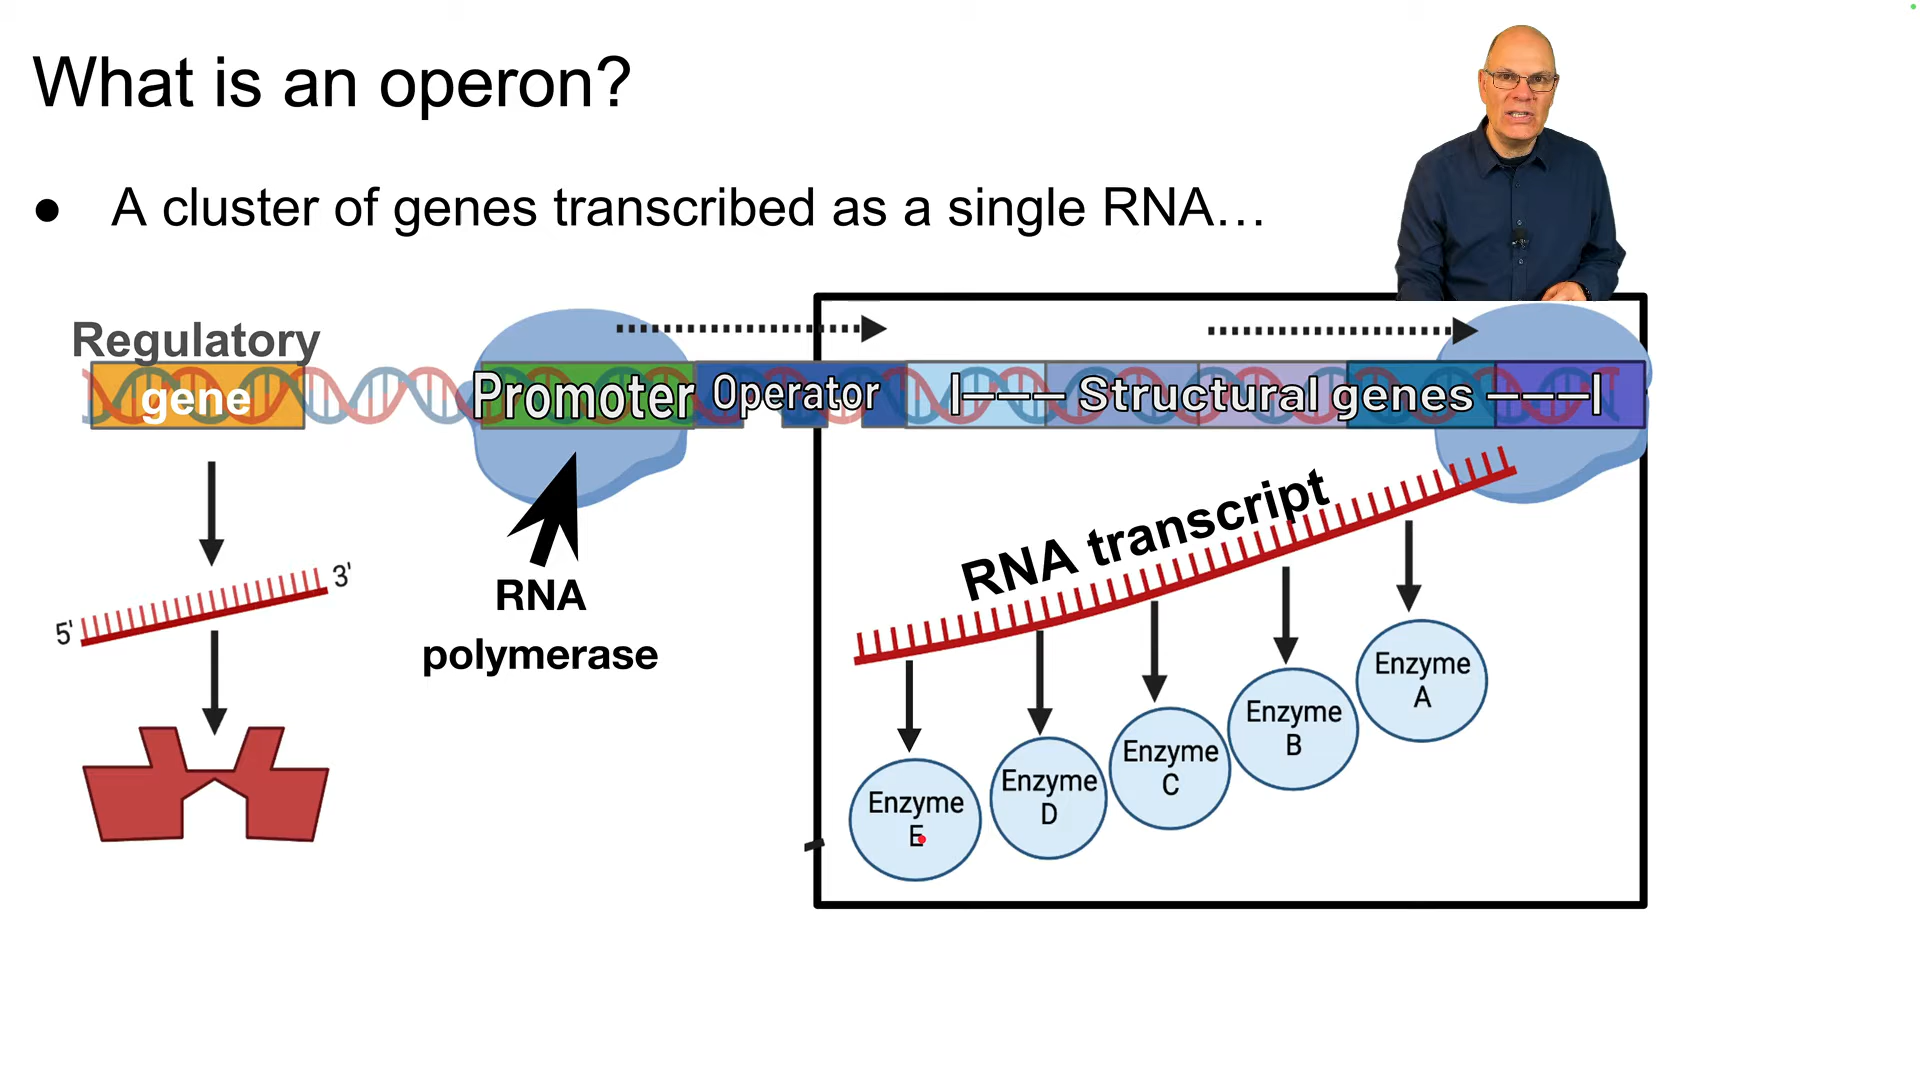 What is an operon?
● A cluster of genes transcribed as a single RNA…
Regulatory
gene
Promoter
Operator
|––– Structural genes –––|
RNA transcript
5'
3'
RNA
polymerase
Enzyme
A
Enzyme
B
Enzyme
C
Enzyme
D
Enzyme
E